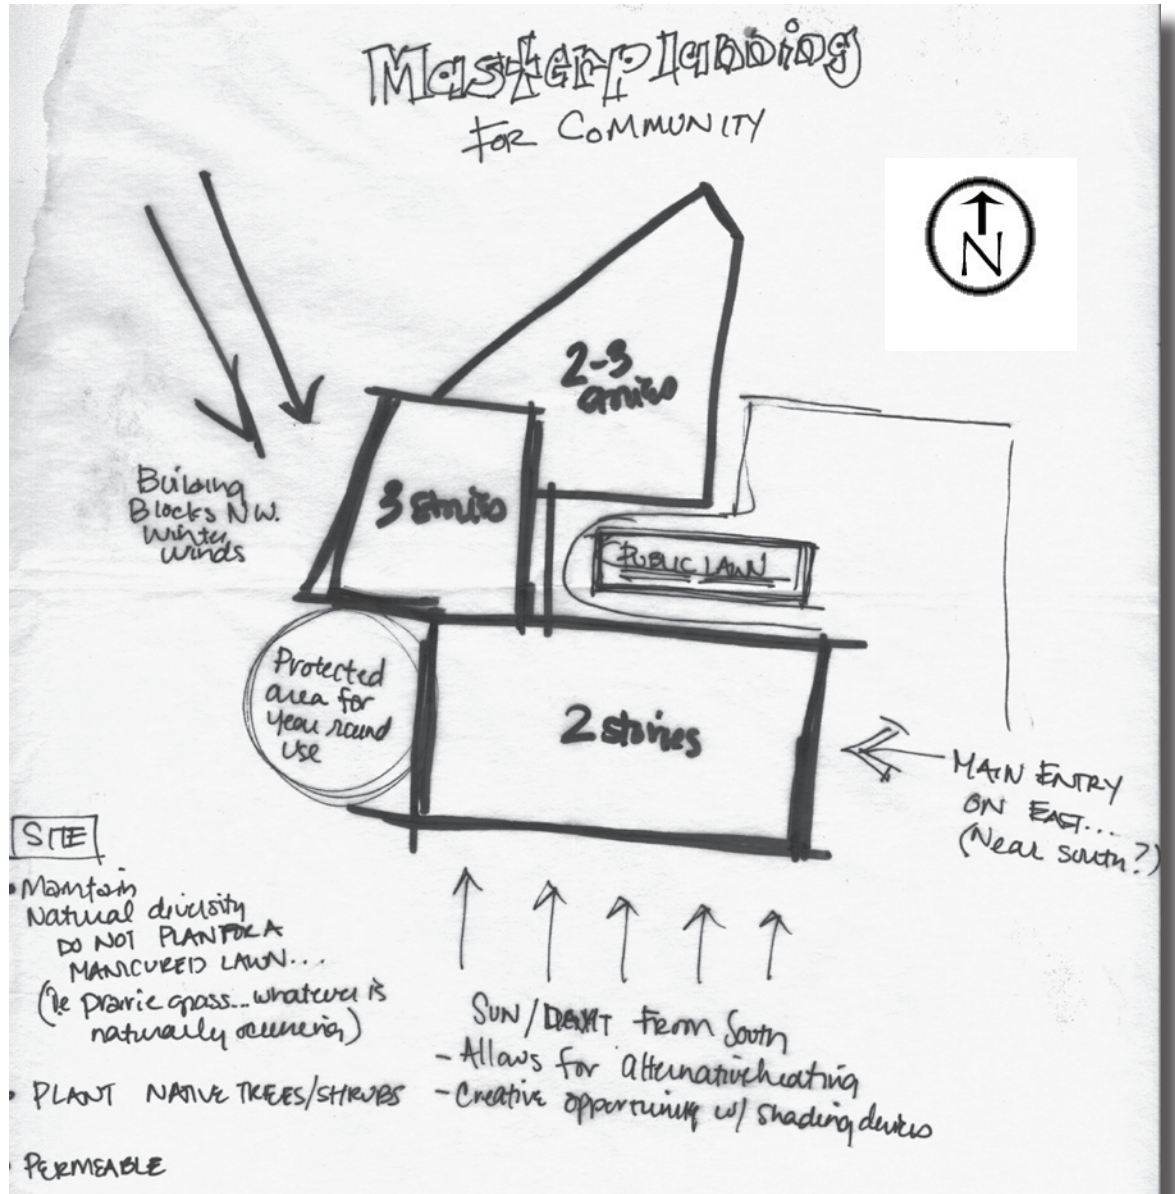 Masterplanning
FOR COMMUNITY
N
2-3
stories
3 stories
Building
Blocks N.W.
Winter
Winds
PUBLIC LAWN
Protected
area for
year round
use
2 stories
MAIN ENTRY
ON EAST...
(Near South?)
SITE
• Maintain
Natural diversity
DO NOT PLAN FOR A
MANICURED LAWN...
(ie prairie grass...whatever is
naturally occurring)
• PLANT NATIVE TREES/SHRUBS
• PERMEABLE
SUN/ FROM South
- Allows for alternative heating
- Creative opportunity w/ shading devices